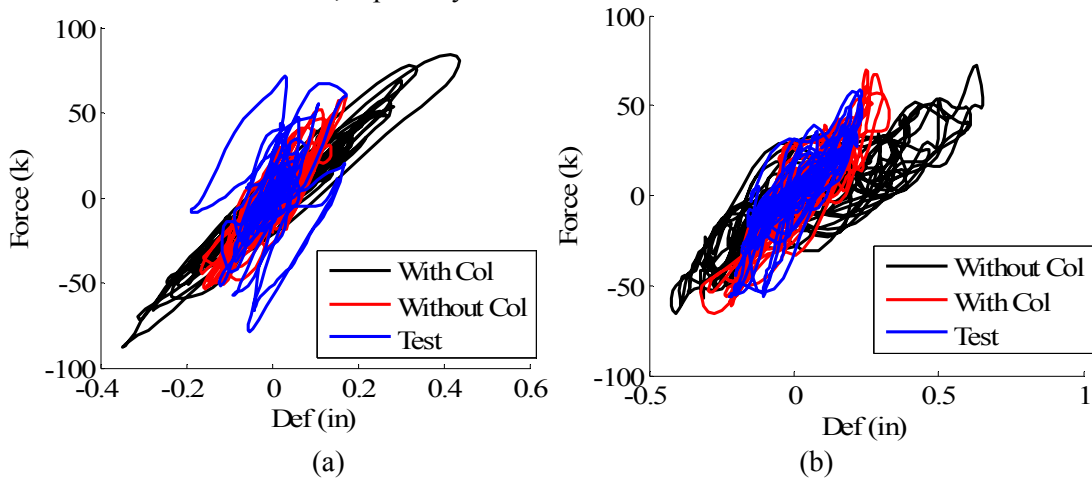 100
50
0
-50
-100
-0.4
-0.2
0
0.2
0.4
0.6
Force (k)
Def (in)
With Col
Without Col
Test
(a)
100
50
0
-50
-100
-0.5
0
0.5
1
Force (k)
Def (in)
Without Col
With Col
Test
(b)